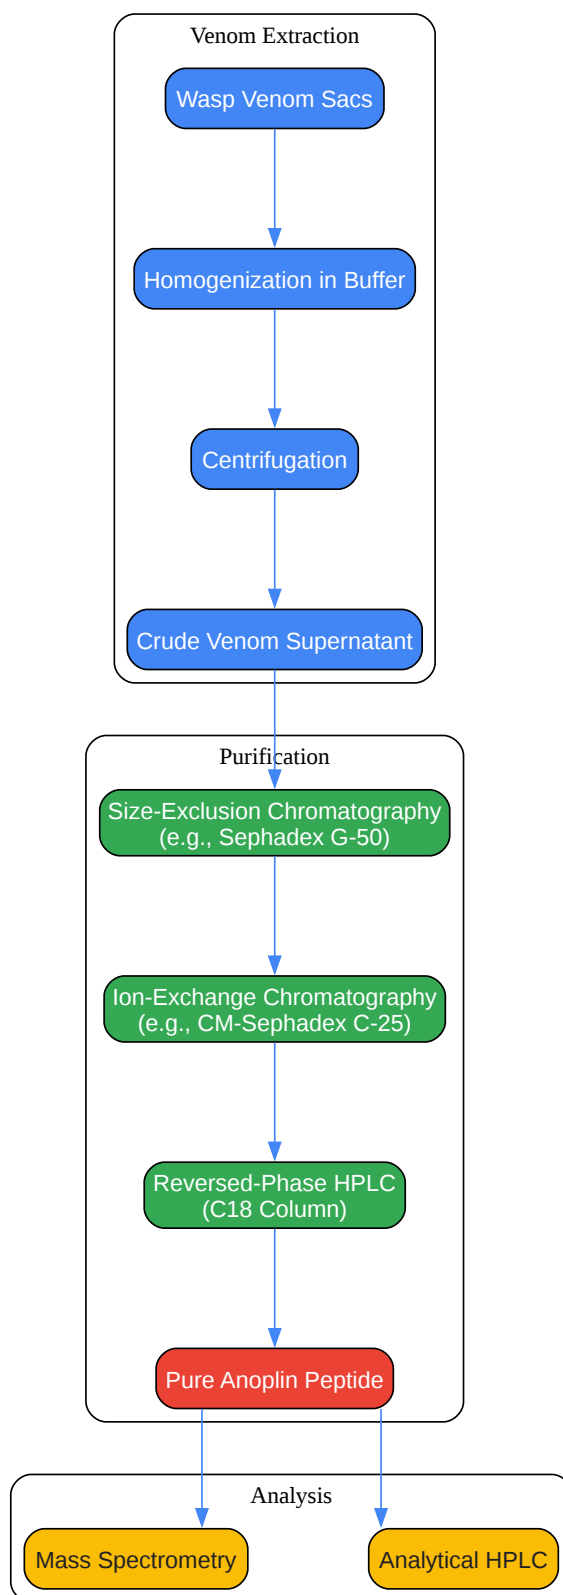 Venom Extraction
Wasp Venom Sacs
Homogenization in Buffer
Centrifugation
Crude Venom Supernatant
Purification
Size-Exclusion Chromatography
(e.g., Sephadex G-50)
Ion-Exchange Chromatography
(e.g., CM-Sephadex C-25)
Reversed-Phase HPLC
(C18 Column)
Pure Anoplin Peptide
Analysis
Mass Spectrometry
Analytical HPLC